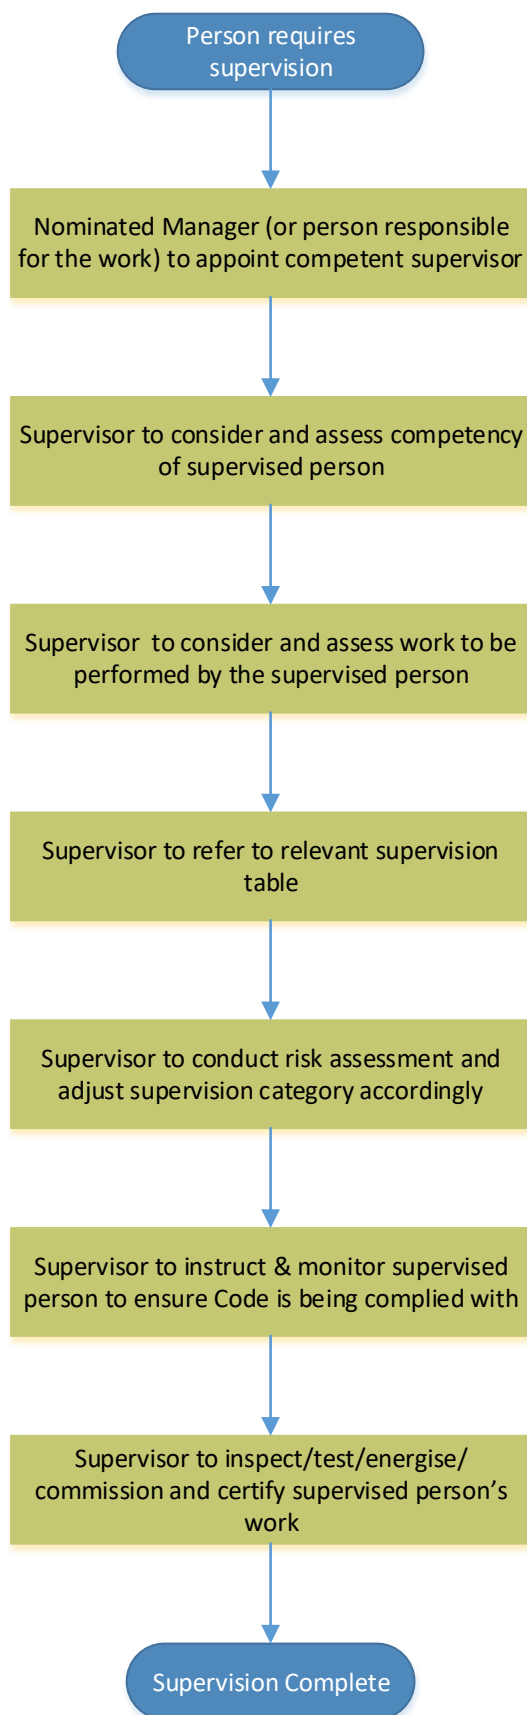 Person requires
supervision
Nominated Manager (or person responsible
for the work) to appoint competent supervisor
Supervisor to consider and assess competency
of supervised person
Supervisor  to consider and assess work to be
performed by the supervised person
Supervisor to refer to relevant supervision
table
Supervisor to conduct risk assessment and
adjust supervision category accordingly
Supervisor to instruct & monitor supervised
person to ensure Code is being complied with
Supervisor to inspect/test/energise/
commission and certify supervised person’s
work
Supervision Complete